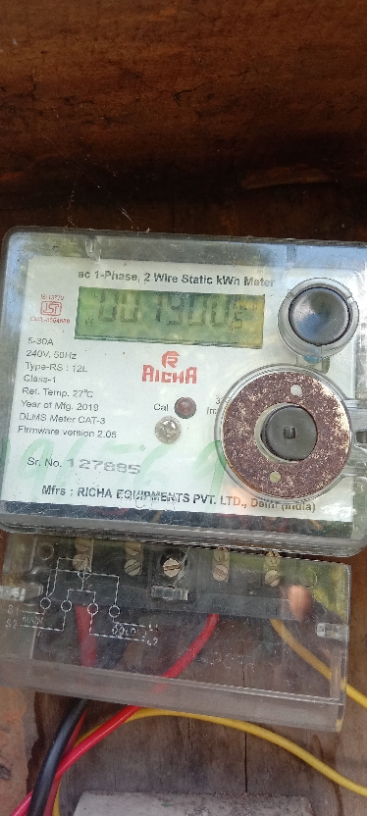 ac 1-Phase, 2 Wire Static kWh Meter
ISI
5-30A
240V, 50Hz
Type-RS : 12L
Class-1
Ref. Temp. 27°C
Year of Mfg. 2019
DLMS Meter CAT-3
Firmware version 2.05
RICHA
Cal
Sr. No. 127885
Mfrs : RICHA EQUIPMENTS PVT. LTD., Delhi (India)